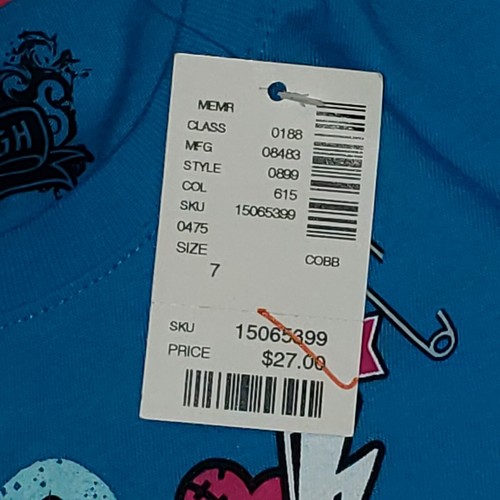 MEMR
CLASS 0188
MFG 08483
STYLE 0899
COL 615
SKU 15065399
0475
SIZE COBB
7
SKU 15065399
PRICE $27.00
GH